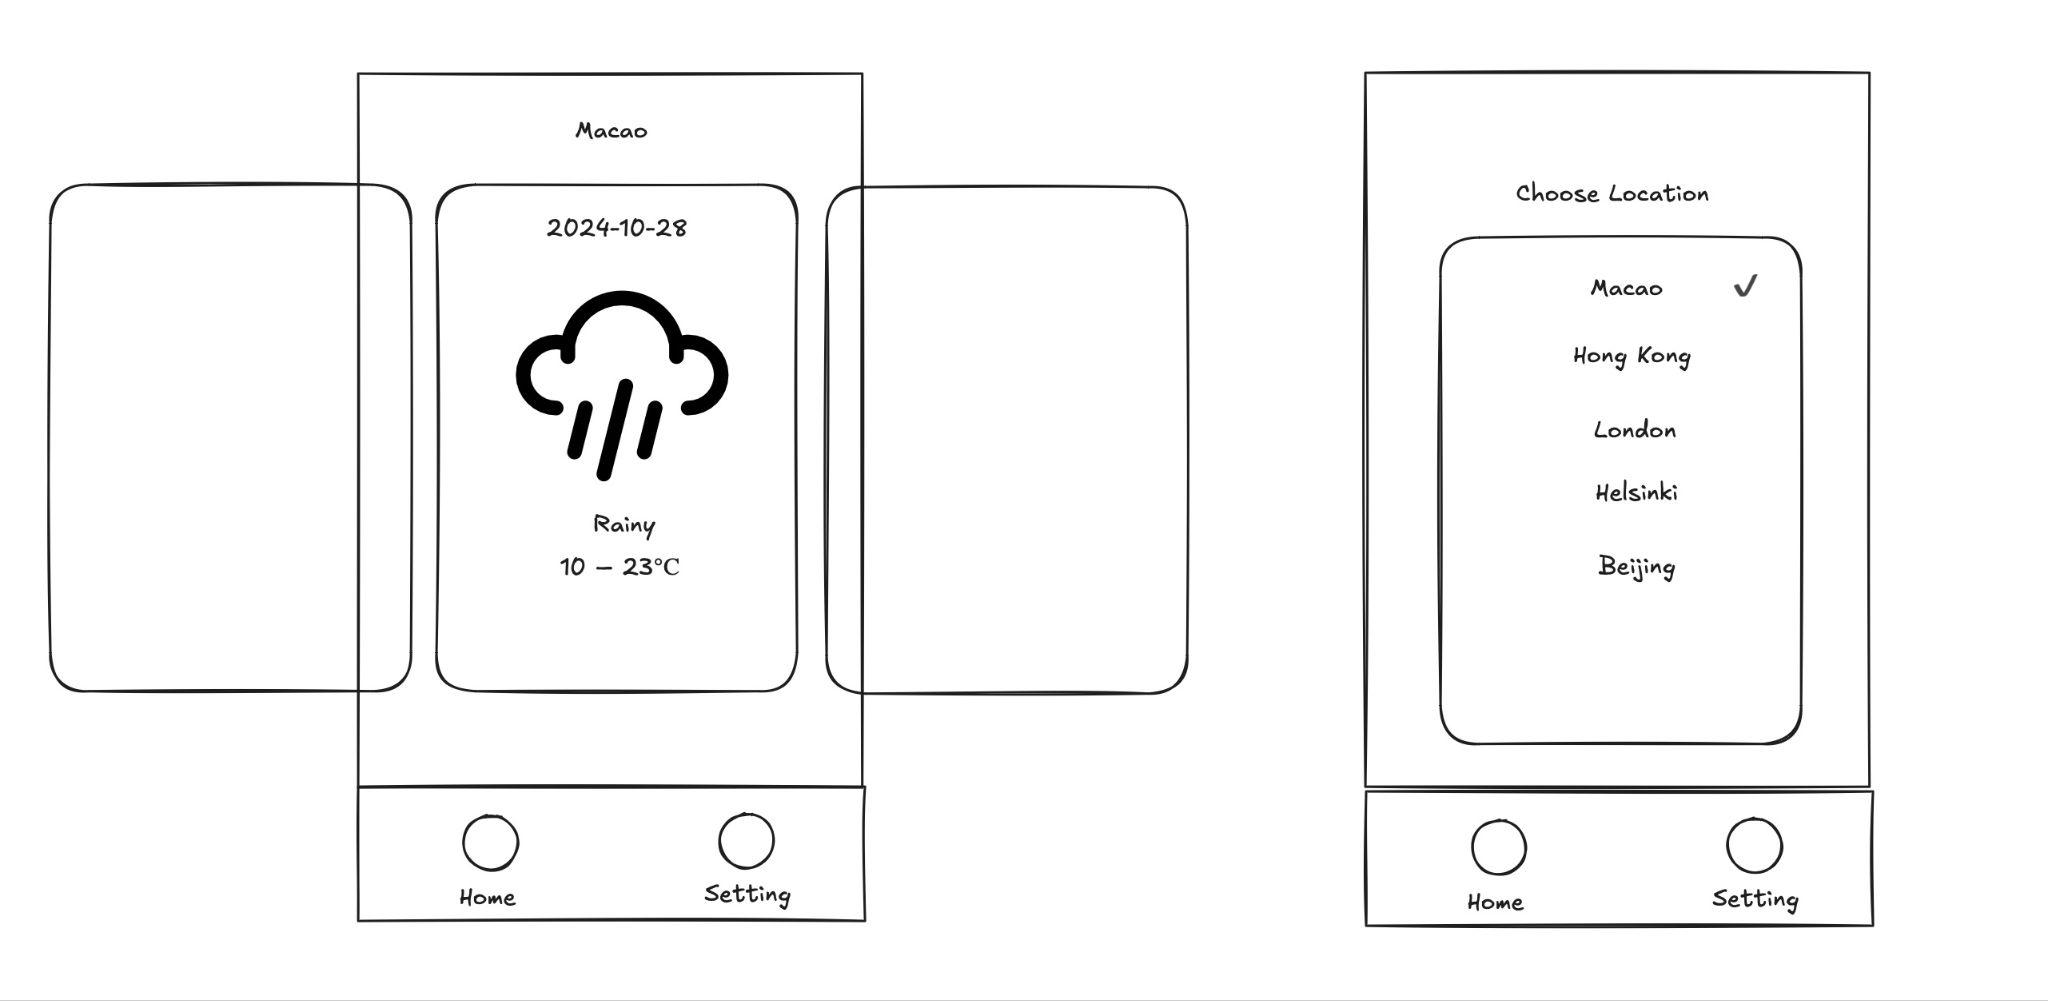 Macao
2024-10-28
Rainy
10 – 23°C
Home
Setting
Choose Location
Macao ✓
Hong Kong
London
Helsinki
Beijing
Home
Setting